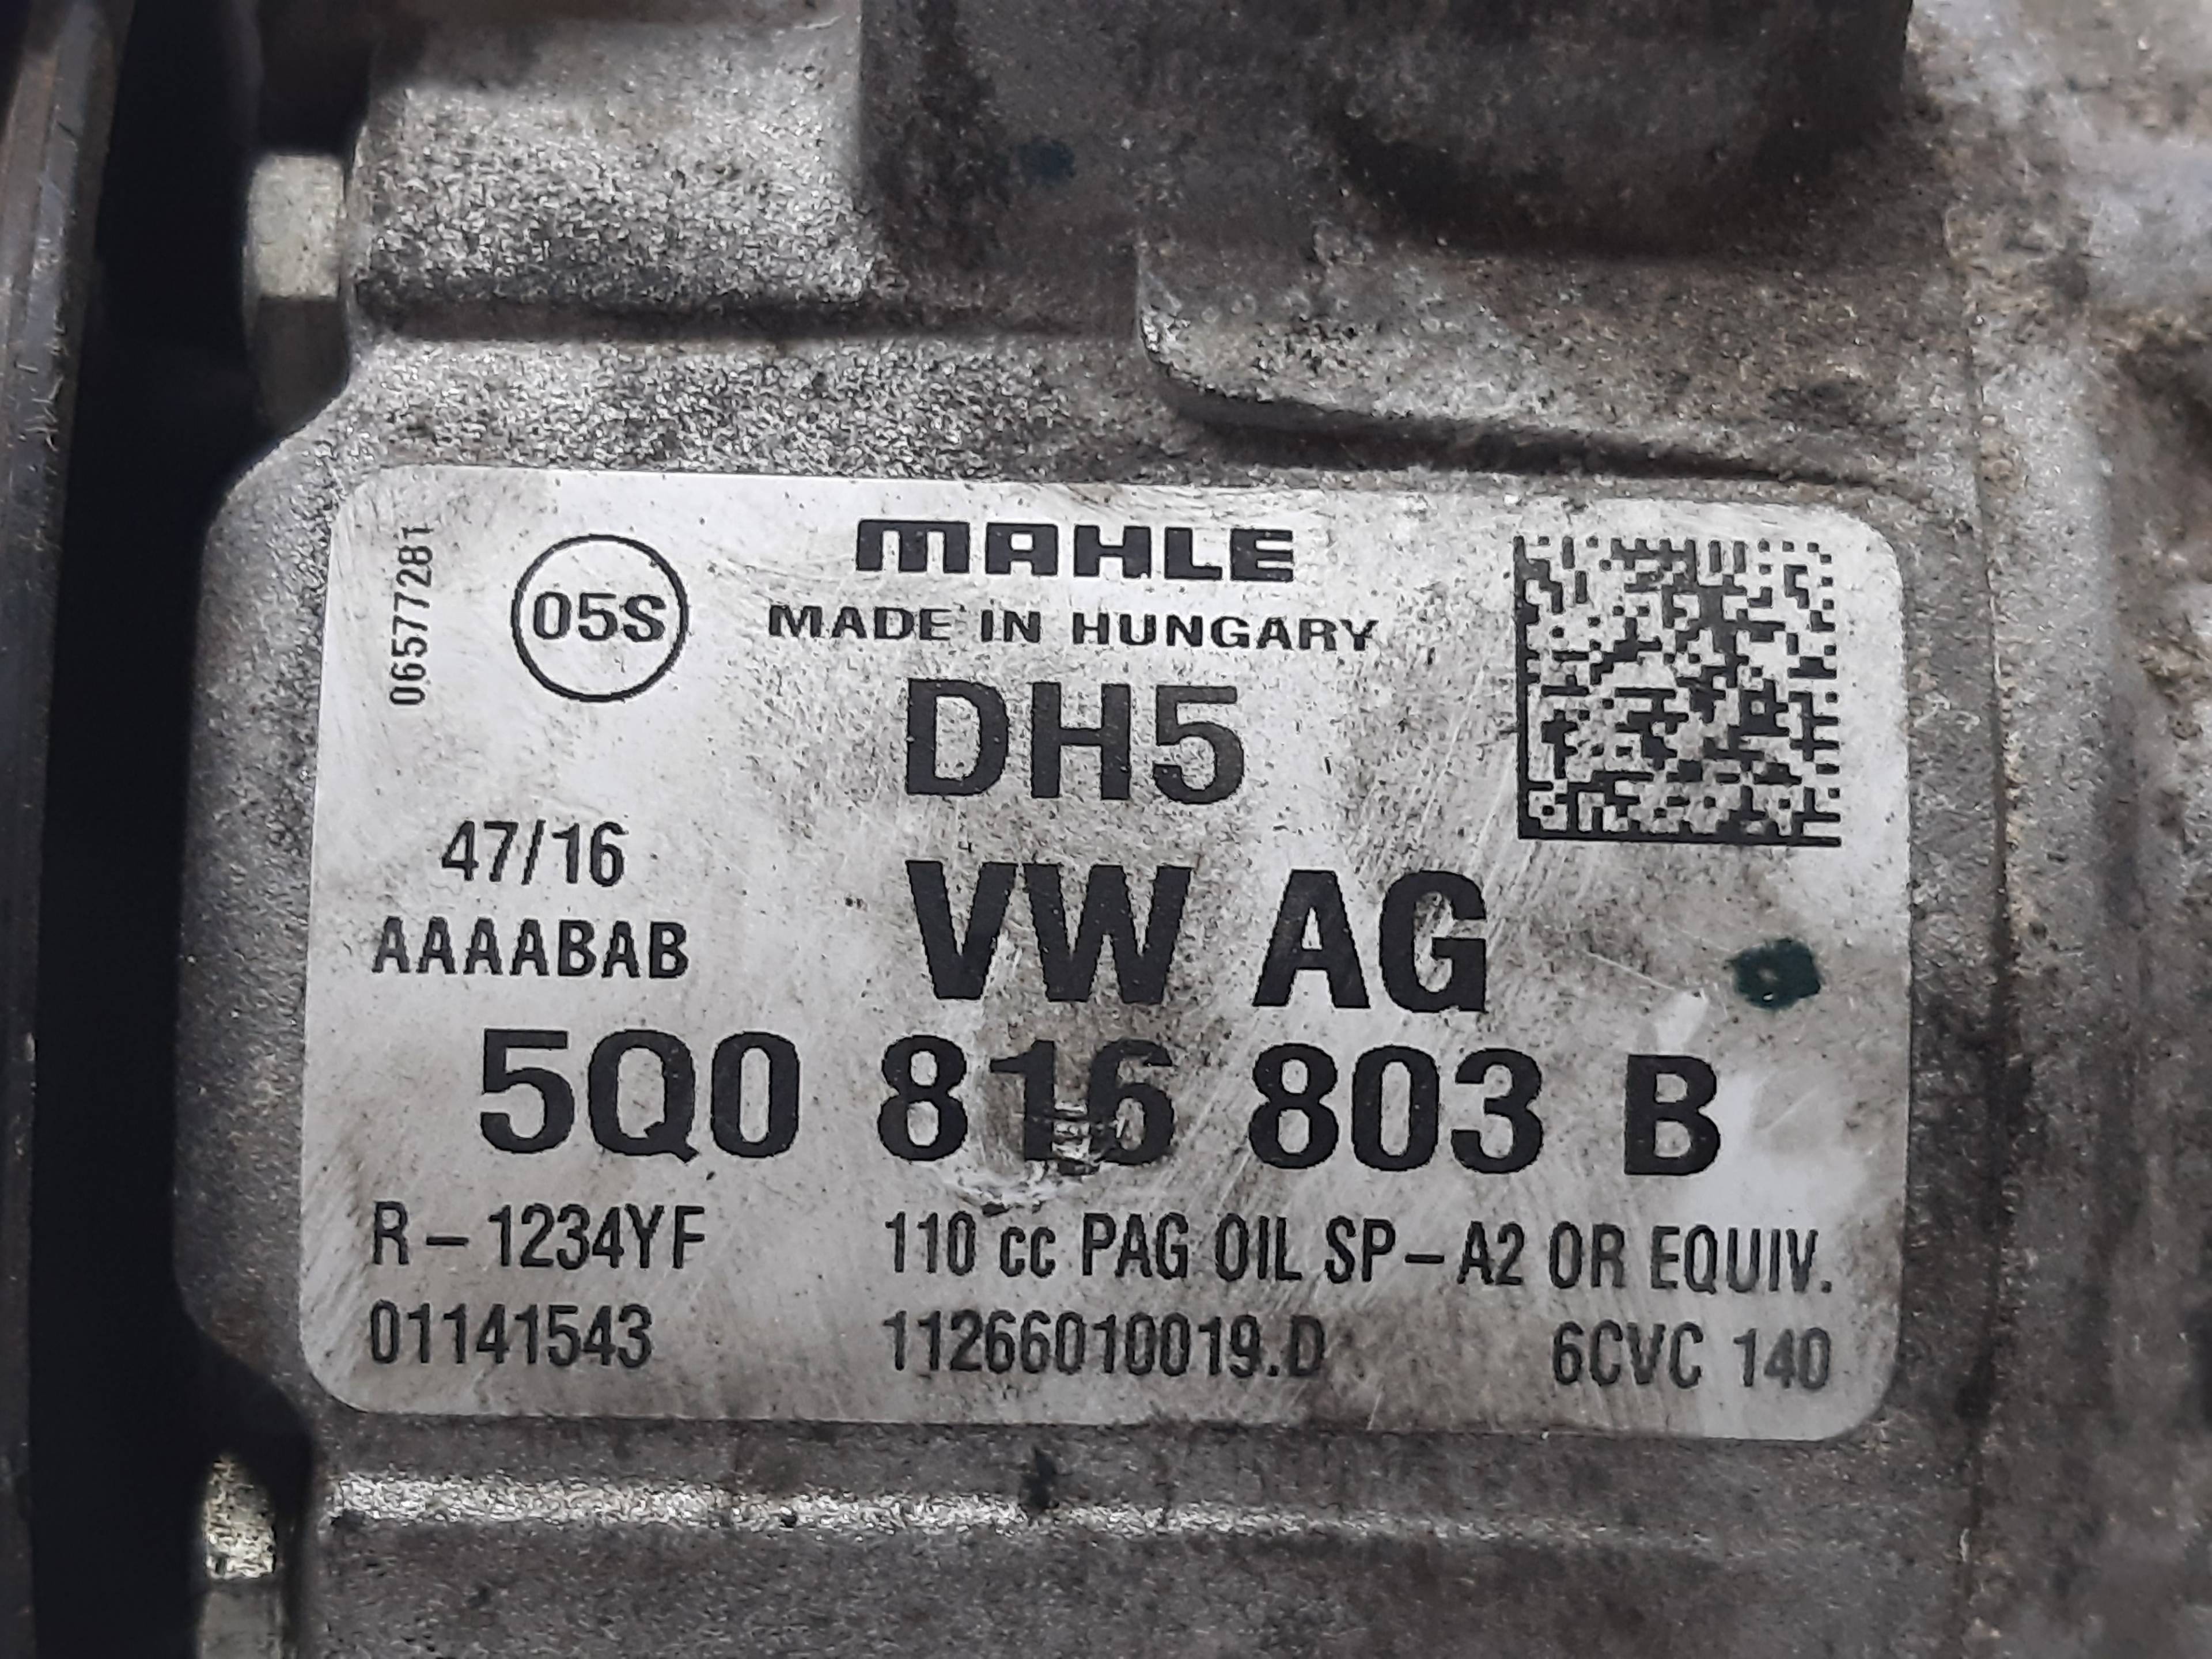 06577281
05S
MAHLE
MADE IN HUNGARY
DH5
47/16
VW AG
AAAABAB
5Q0 816 803 B
R-1234YF 110 cc PAG OIL SP-A2 OR EQUIV.
01141543 11266010019.D 6CVC 140